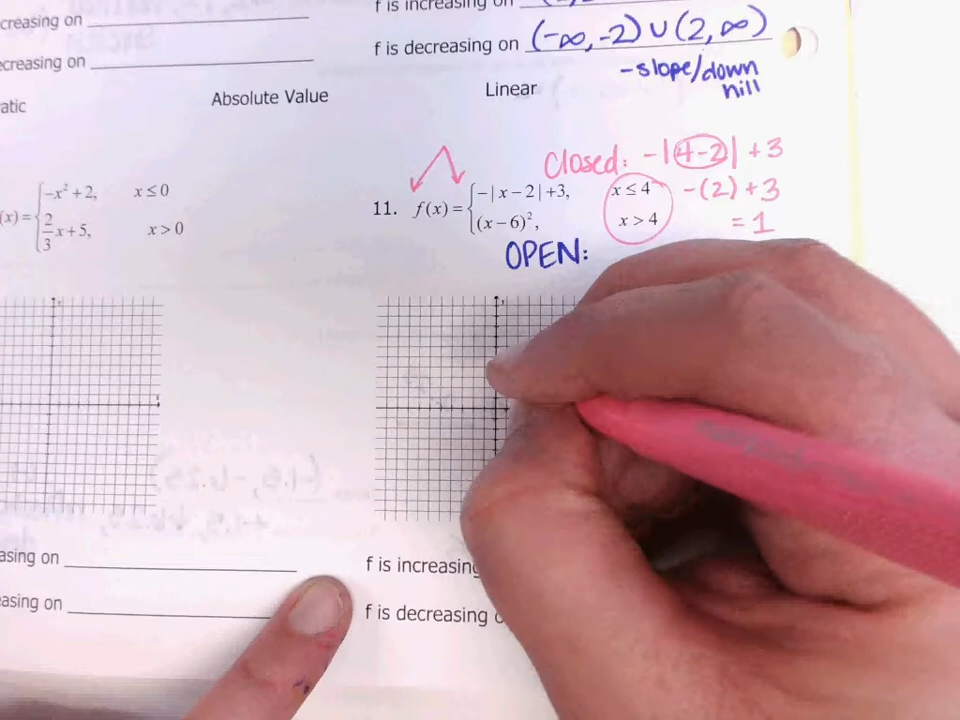 creasing on
f is increasing on
f is decreasing on (-∞, -2) ∪ (2, ∞)
ecreasing on
-slope/down
hill
atic
Absolute Value
Linear
Closed: -|4-2| +3
-(2) +3
= 1
(x) = { -x² + 2, x ≤ 0
2/3 x + 5, x > 0
11. f(x) = { -| x - 2 | +3, x ≤ 4
(x - 6)², x > 4
OPEN:
asing on
f is increasing
easing on
f is decreasing o